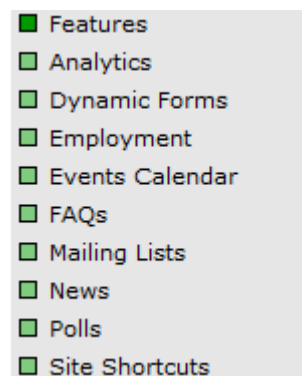 Features
Analytics
Dynamic Forms
Employment
Events Calendar
FAQs
Mailing Lists
News
Polls
Site Shortcuts